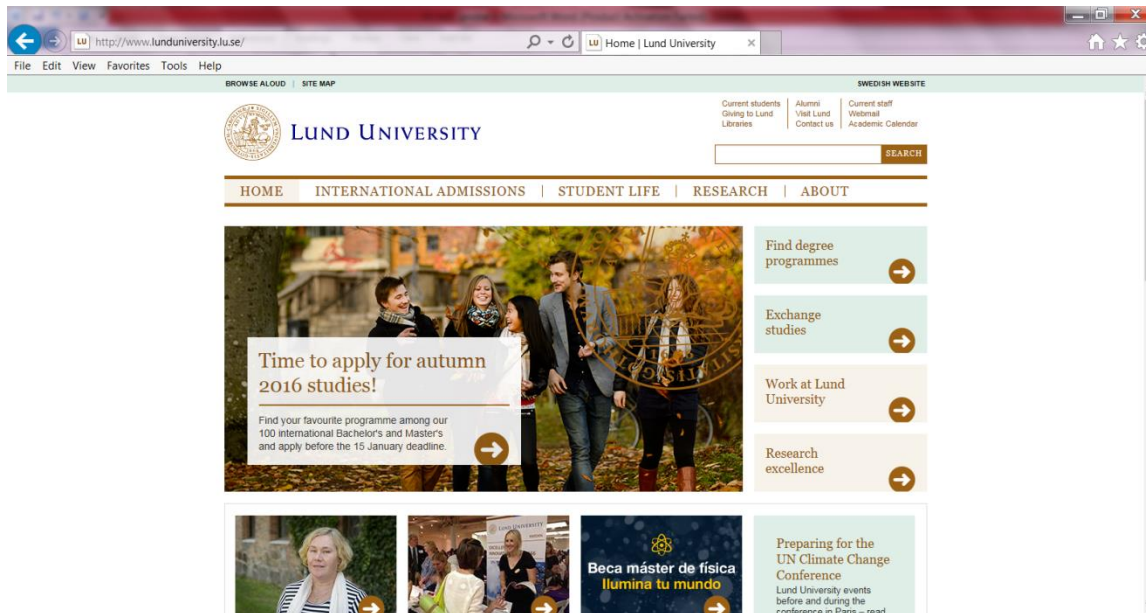 http://www.lunduniversity.lu.se/
LU Home | Lund University
File Edit View Favorites Tools Help
BROWSE ALOUD | SITE MAP
SWEDISH WEBSITE
Current students
Giving to Lund
Libraries
Alumni
Visit Lund
Contact us
Current staff
Webmail
Academic Calendar
LUND UNIVERSITY
SEARCH
HOME INTERNATIONAL ADMISSIONS | STUDENT LIFE | RESEARCH | ABOUT
Time to apply for autumn
2016 studies!
Find your favourite programme among our
100 international Bachelor's and Master's
and apply before the 15 January deadline.
Find degree
programmes
Exchange
studies
Work at Lund
University
Research
excellence
LUND UNIVERSITY
Beca máster de física
Ilumina tu mundo
Preparing for the
UN Climate Change
Conference
Lund University events
before and during the
conference in Paris – read